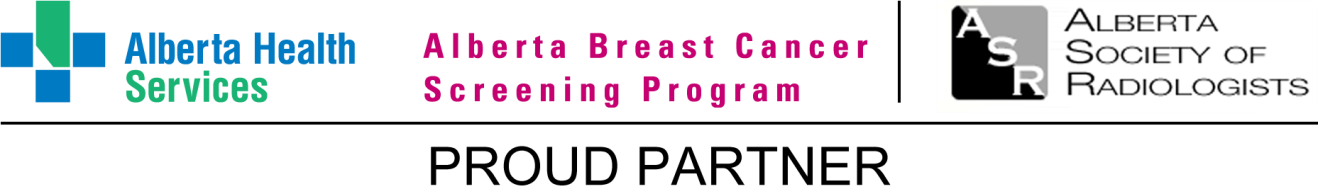 Alberta Health
Services
Alberta Breast Cancer
Screening Program
ASR
ALBERTA
SOCIETY OF
RADIOLOGISTS
PROUD PARTNER